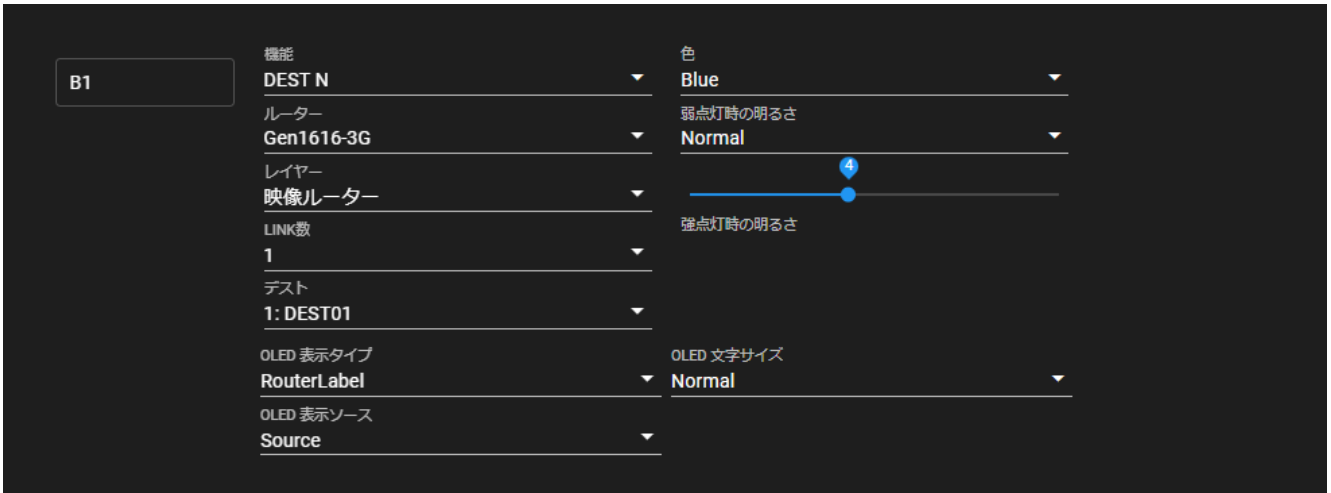 B1
機能
DEST N
ルーター
Gen1616-3G
レイヤー
映像ルーター
LINK数
1
デスト
1: DEST01
色
Blue
弱点灯時の明るさ
Normal
4
強点灯時の明るさ
OLED 表示タイプ
RouterLabel
OLED 文字サイズ
Normal
OLED 表示ソース
Source